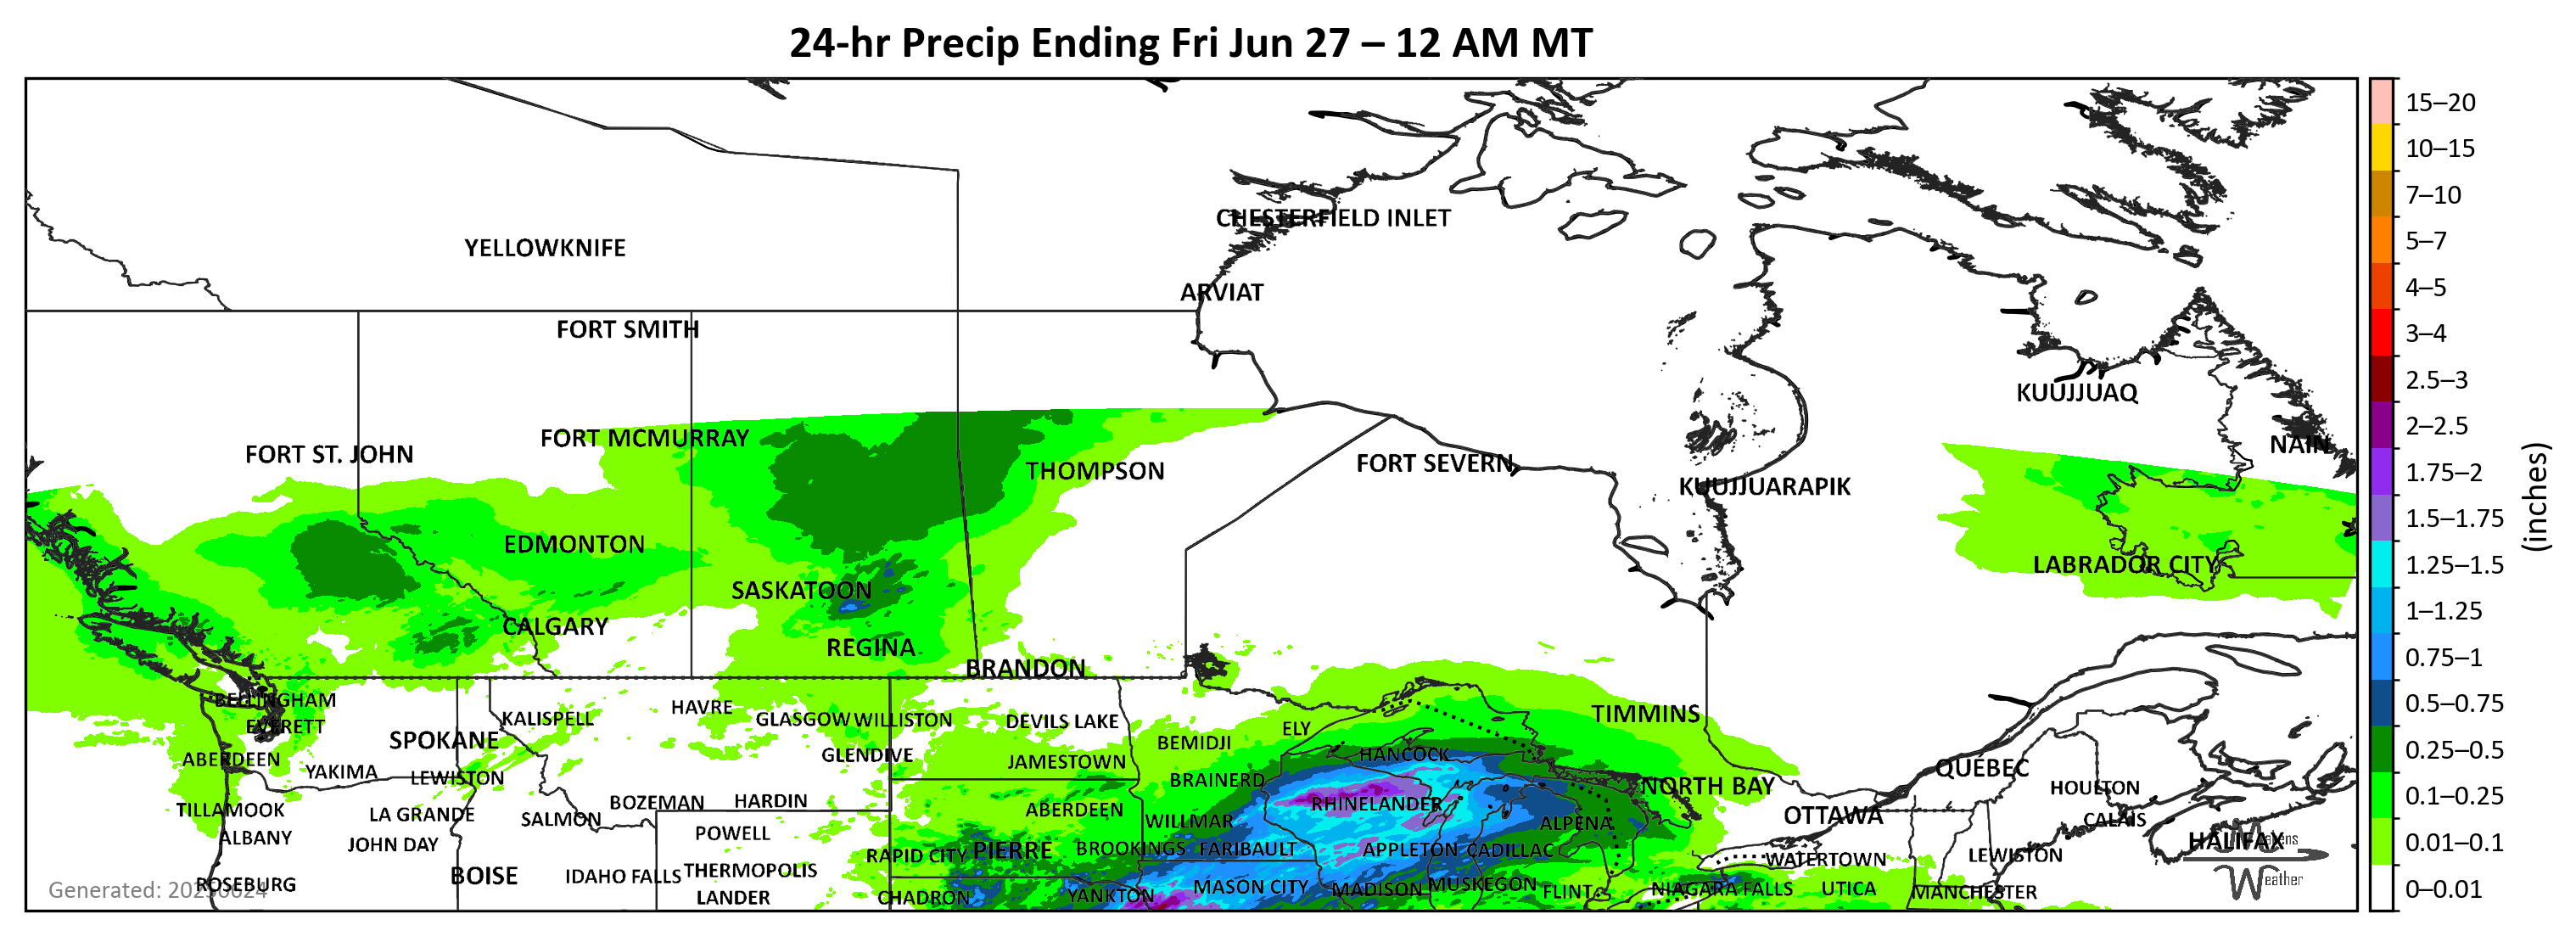 24-hr Precip Ending Fri Jun 27 – 12 AM MT
CHESTERFIELD INLET
YELLOWKNIFE
ARVIAT
FORT SMITH
KUUJJUAQ
FORT MCMURRAY
NAIN
FORT ST. JOHN
FORT SEVERN
THOMPSON
KUUJJUARAPIK
EDMONTON
LABRADOR CITY
SASKATOON
CALGARY
REGINA
BRANDON
BELLINGHAM
HAVRE
TIMMINS
KALISPELL
GLASGOW
WILLISTON
DEVILS LAKE
EVERETT
ELY
SPOKANE
BEMIDJI
GLENDIVE
HANCOCK
ABERDEEN
JAMESTOWN
QUÉBEC
YAKIMA
LEWISTON
BRAINERD
NORTH BAY
HOULTON
BOZEMAN
HARDIN
RHINELANDER
TILLAMOOK
LA GRANDE
SALMON
ABERDEEN
WILLMAR
ALPENA
OTTAWA
CALAIS
ALBANY
JOHN DAY
POWELL
HALIFAX
RAPID CITY
PIERRE
BROOKINGS
FARIBAULT
APPLETON
CADILLAC
WATERTOWN
LEWISTON
BOISE
IDAHO FALLS
THERMOPOLIS
ROSEBURG
MASON CITY
MADISON
MUSKEGON
FLINT
NIAGARA FALLS
UTICA
MANCHESTER
LANDER
CHADRON
YANKTON
Weather
Generated: 20250624
15–20
10–15
7–10
5–7
4–5
3–4
2.5–3
2–2.5
1.75–2
1.5–1.75
1.25–1.5
1–1.25
0.75–1
0.5–0.75
0.25–0.5
0.1–0.25
0.01–0.1
0–0.01
(inches)